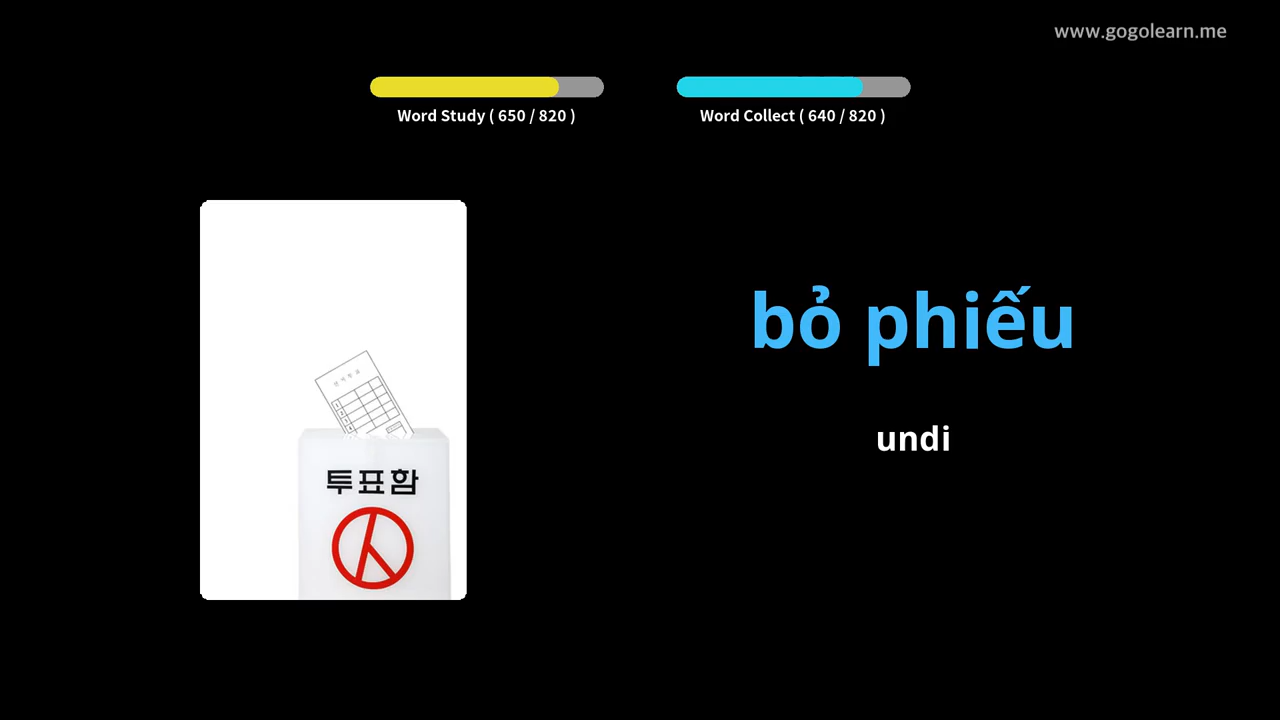 www.gogolearn.me
Word Study ( 650 / 820 )
Word Collect ( 640 / 820 )
bỏ phiếu
undi
투표함